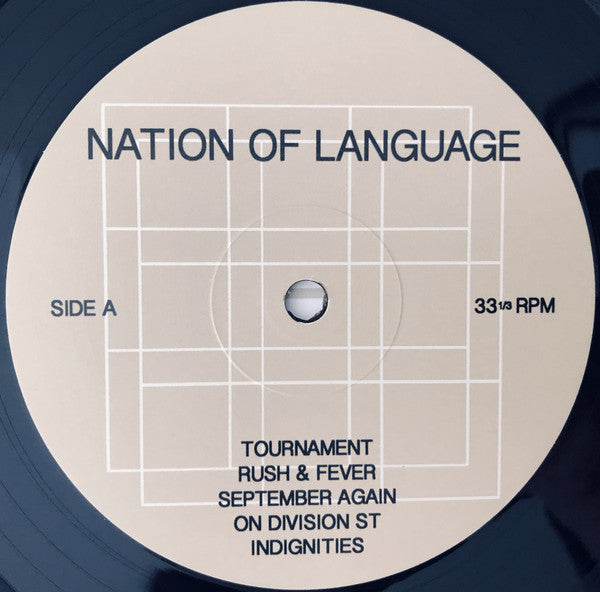 NATION OF LANGUAGE
SIDE A
33 1/3 RPM
TOURNAMENT
RUSH & FEVER
SEPTEMBER AGAIN
ON DIVISION ST
INDIGNITIES